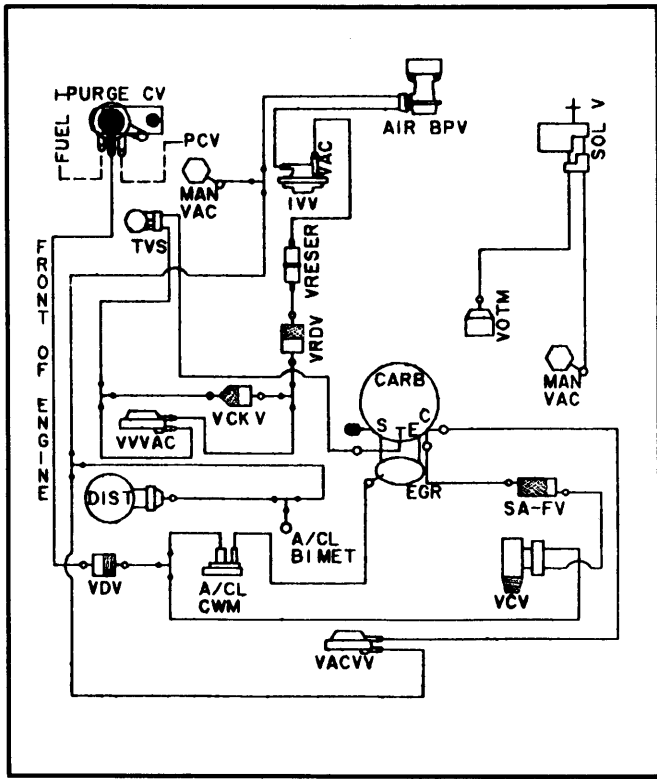 PURGE CV
FUEL
PCV
AIR BPV
SOL V
MAN
VAC
VAC
IVV
TVS
VRESER
VOTM
VRDV
FRONT OF ENGINE
CARB
MAN
VAC
VCKV
S T E C
VVVAC
EGR
DIST
SA-FV
A/CL
BIMET
VDV
A/CL
CWM
VCV
VACVV